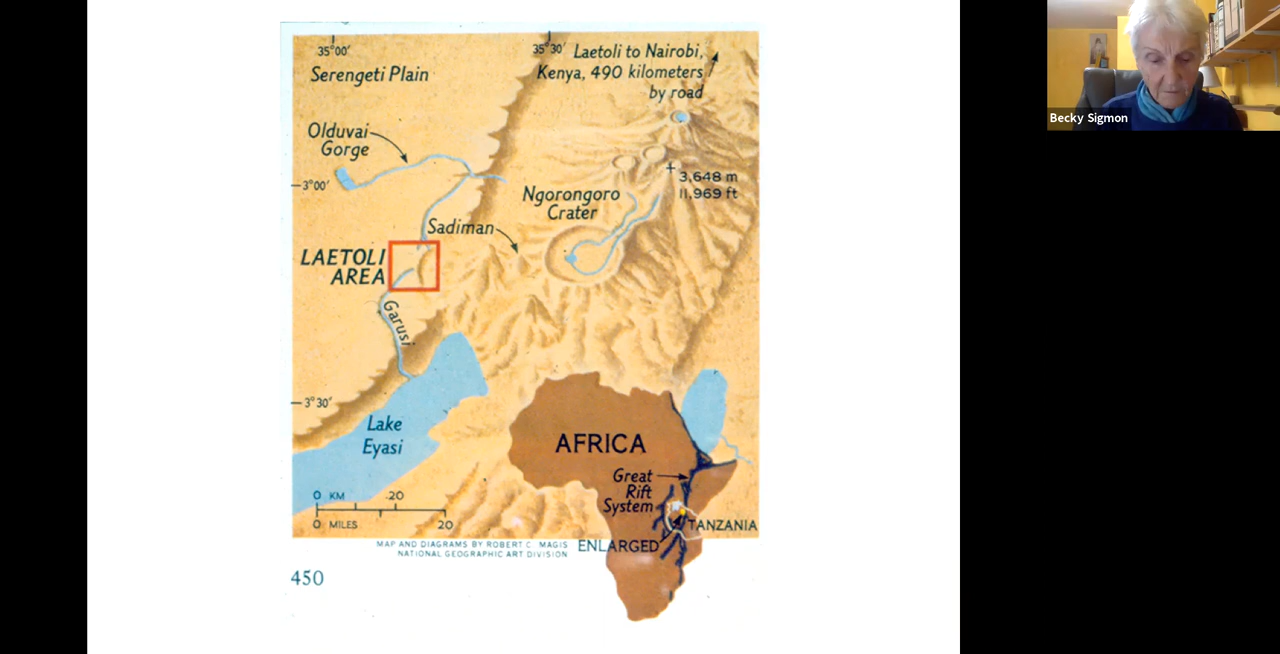 35°00′
35°30′
Laetoli to Nairobi,
Kenya, 490 kilometers
by road
Serengeti Plain
Olduvai
Gorge
3°00′
3,648 m
11,969 ft
Ngorongoro
Crater
Sadiman
LAETOLI
AREA
Garusi
3°30′
Lake
Eyasi
AFRICA
Great
Rift
System
TANZANIA
ENLARGED
0 KM 20
0 MILES 20
MAP AND DIAGRAMS BY ROBERT C MAGIS
NATIONAL GEOGRAPHIC ART DIVISION
450
Becky Sigmon